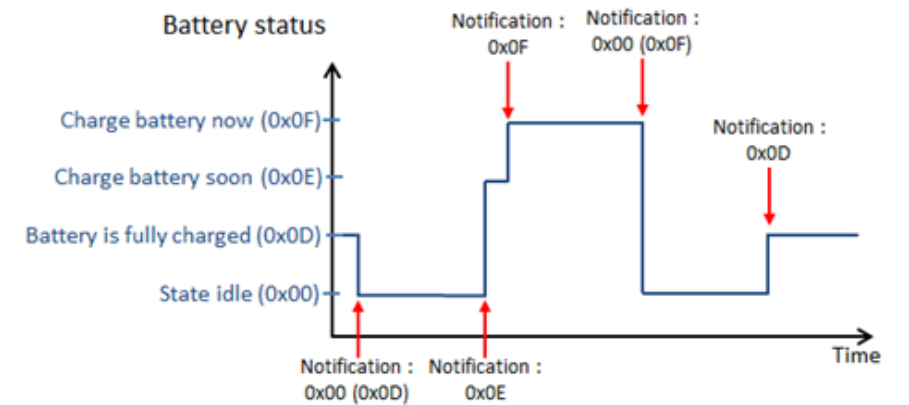 Battery status
Notification :
0x0F
Notification :
0x00 (0x0F)
Charge battery now (0x0F)
Notification :
0x0D
Charge battery soon (0x0E)
Battery is fully charged (0x0D)
State idle (0x00)
Time
Notification :
0x00 (0x0D)
Notification :
0x0E